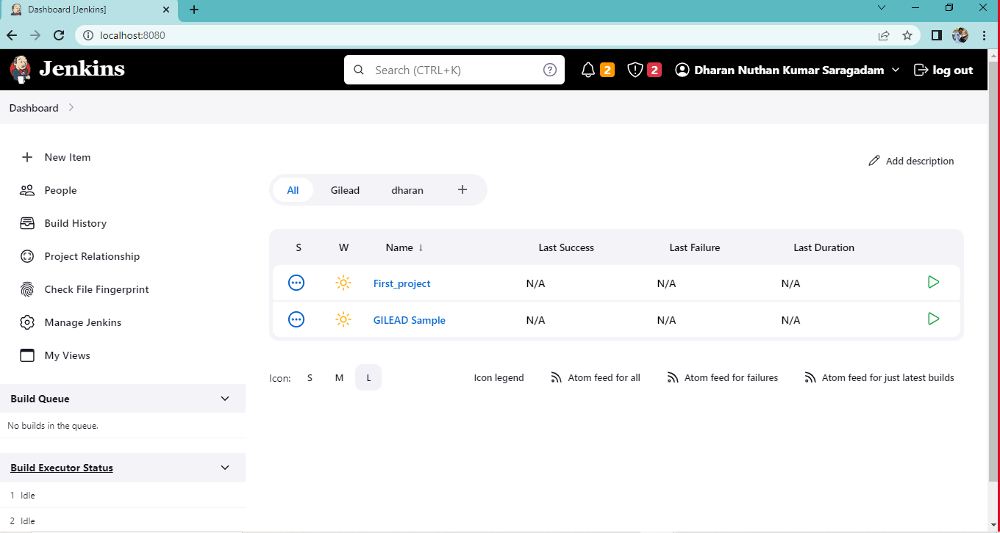 Dashboard [Jenkins]
localhost:8080
Jenkins
Search (CTRL+K)
2
2
Dharan Nuthan Kumar Saragadam
log out
Dashboard
New Item
People
Build History
Project Relationship
Check File Fingerprint
Manage Jenkins
My Views
Build Queue
No builds in the queue.
Build Executor Status
1 Idle
2 Idle
Add description
All Gilead dharan +
S W Name ↓ Last Success Last Failure Last Duration
First_project N/A N/A N/A
GILEAD Sample N/A N/A N/A
Icon: S M L
Icon legend Atom feed for all Atom feed for failures Atom feed for just latest builds